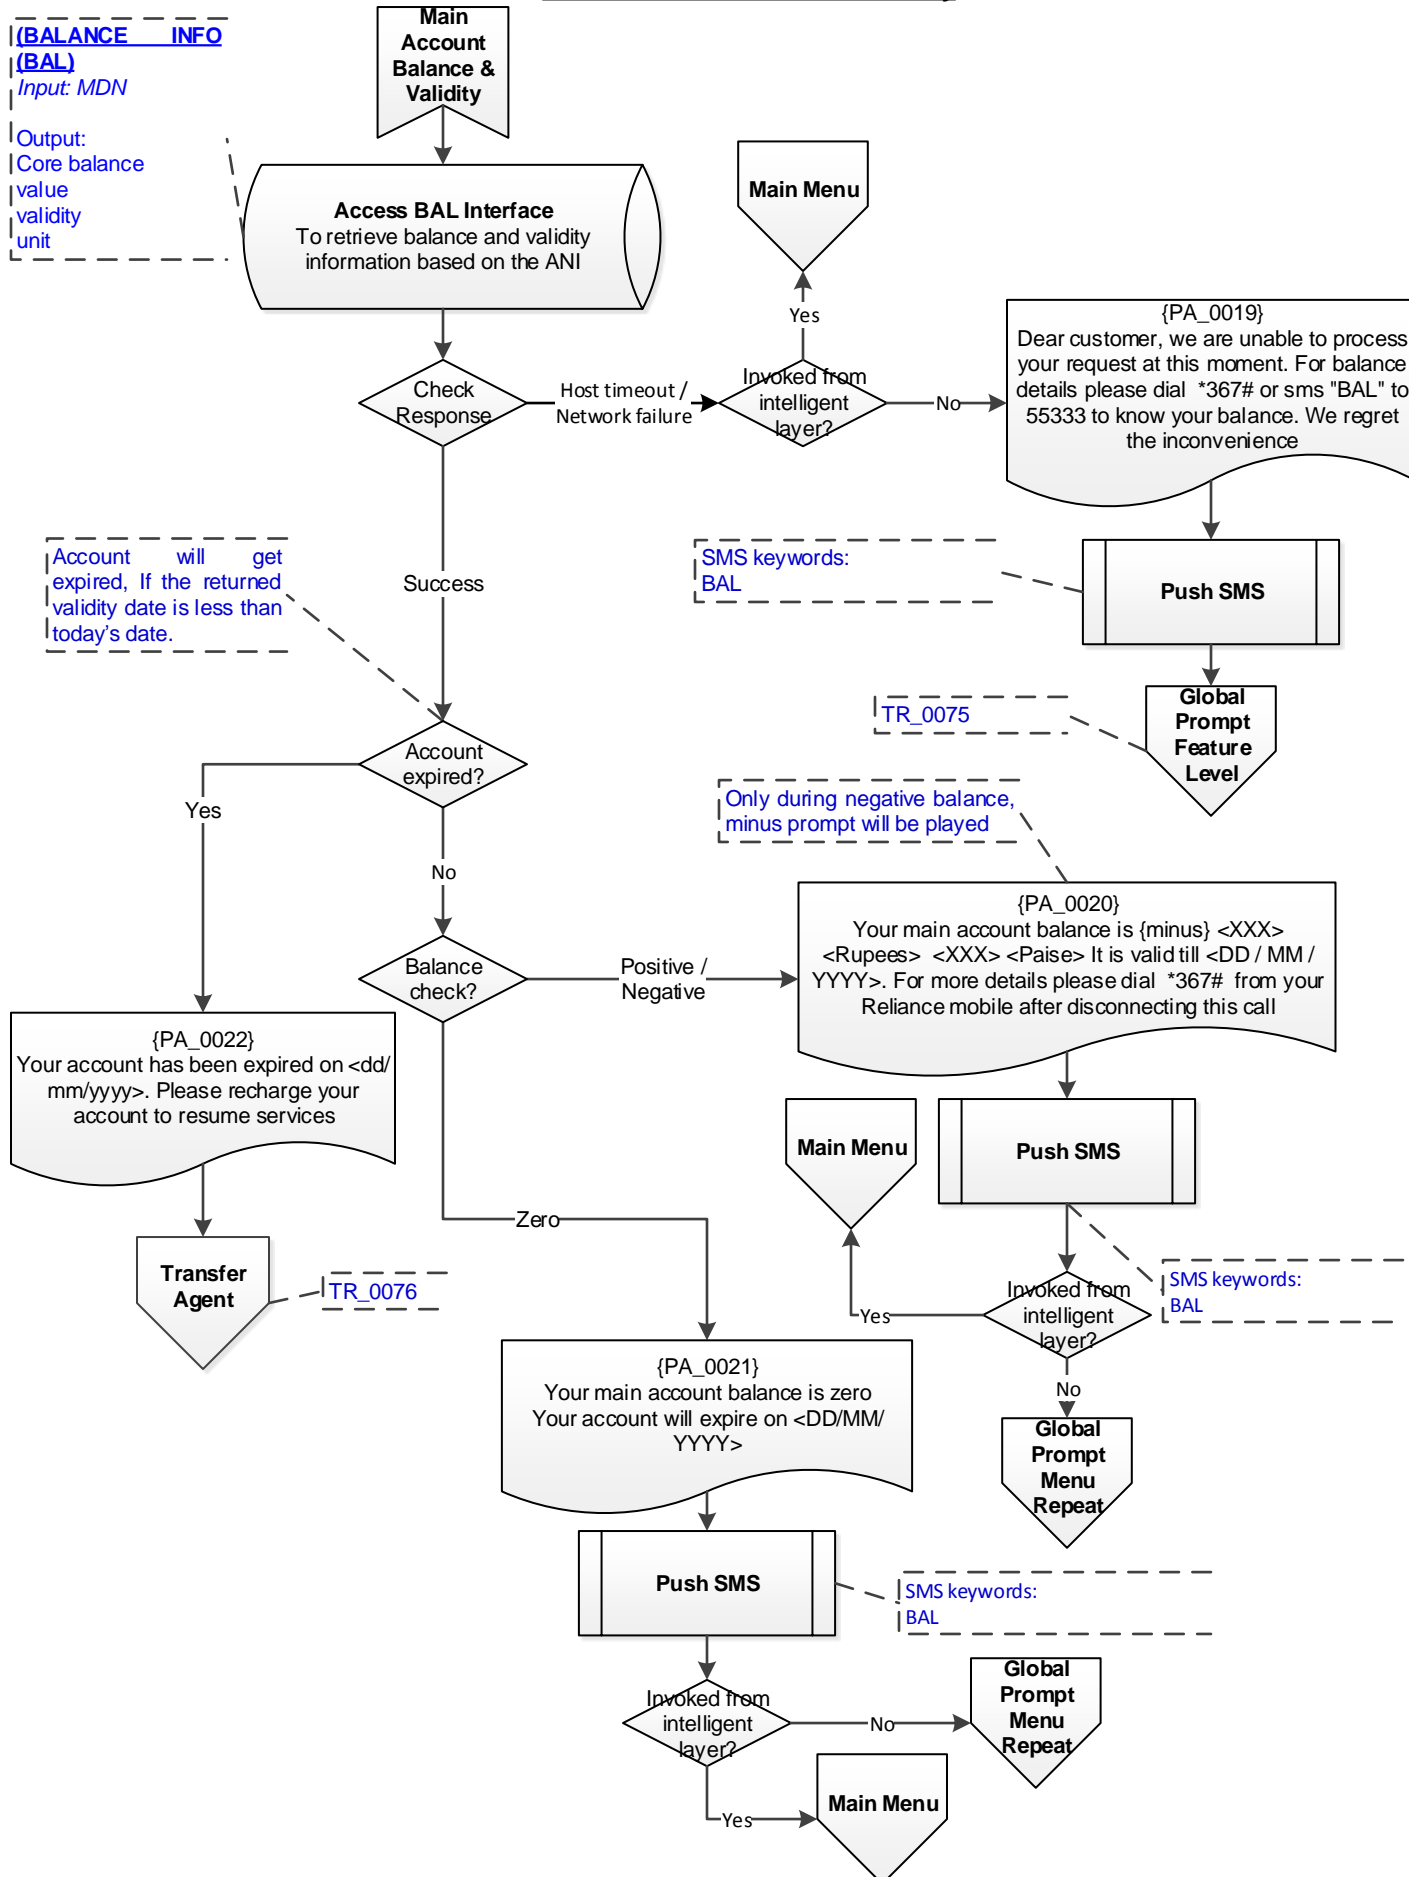 (BALANCE INFO
(BAL)
Input: MDN
Output:
Core balance
value
validity
unit
Main
Account
Balance &
Validity
Access BAL Interface
To retrieve balance and validity
information based on the ANI
Main Menu
Yes
Check
Response
Host timeout /
Network failure
Invoked from
intelligent
layer?
No
{PA_0019}
Dear customer, we are unable to process
your request at this moment. For balance
details please dial *367# or sms "BAL" to
55333 to know your balance. We regret
the inconvenience
Account will get
expired, If the returned
validity date is less than
today's date.
Success
SMS keywords:
BAL
Push SMS
TR_0075
Global
Prompt
Feature
Level
Account
expired?
Yes
No
Only during negative balance,
minus prompt will be played
{PA_0020}
Your main account balance is {minus} <XXX>
<Rupees> <XXX> <Paise> It is valid till <DD / MM /
YYYY>. For more details please dial *367# from your
Reliance mobile after disconnecting this call
Balance
check?
Positive /
Negative
{PA_0022}
Your account has been expired on <dd/
mm/yyyy>. Please recharge your
account to resume services
Main Menu
Push SMS
Zero
Transfer
Agent
TR_0076
SMS keywords:
BAL
Invoked from
intelligent
layer?
Yes
No
{PA_0021}
Your main account balance is zero
Your account will expire on <DD/MM/
YYYY>
Global
Prompt
Menu
Repeat
Push SMS
SMS keywords:
BAL
Invoked from
intelligent
layer?
No
Global
Prompt
Menu
Repeat
Yes
Main Menu